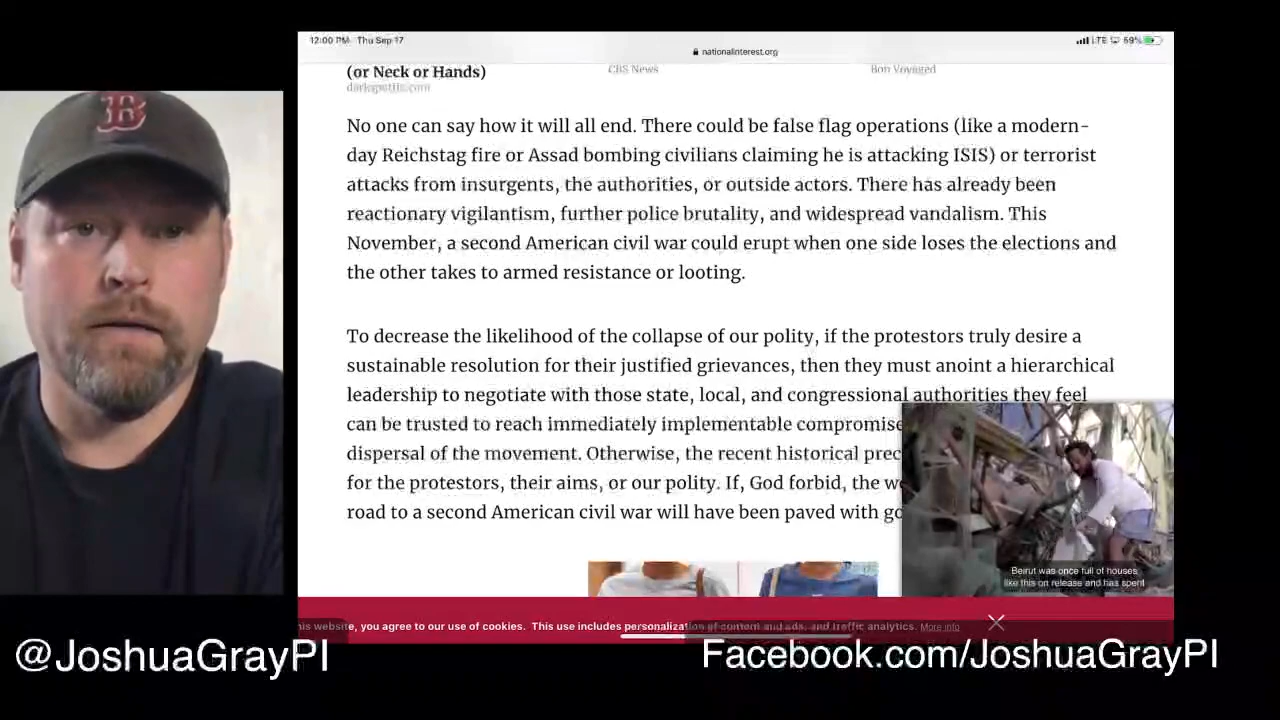 B
12:00 PM Thu Sep 17
LTE 69%
nationalinterest.org
(or Neck or Hands)
CBS News
Bon Voyaged
No one can say how it will all end. There could be false flag operations (like a modern-
day Reichstag fire or Assad bombing civilians claiming he is attacking ISIS) or terrorist
attacks from insurgents, the authorities, or outside actors. There has already been
reactionary vigilantism, further police brutality, and widespread vandalism. This
November, a second American civil war could erupt when one side loses the elections and
the other takes to armed resistance or looting.
To decrease the likelihood of the collapse of our polity, if the protestors truly desire a
sustainable resolution for their justified grievances, then they must anoint a hierarchical
leadership to negotiate with those state, local, and congressional authorities they feel
can be trusted to reach immediately implementable compromise
dispersal of the movement. Otherwise, the recent historical prec
for the protestors, their aims, or our polity. If, God forbid, the wo
road to a second American civil war will have been paved with go
Beirut was once full of houses
like this on release and has spent
his website, you agree to our use of cookies. This use includes personalization of content and ads, and traffic analytics. More info
@JoshuaGrayPI
Facebook.com/JoshuaGrayPI